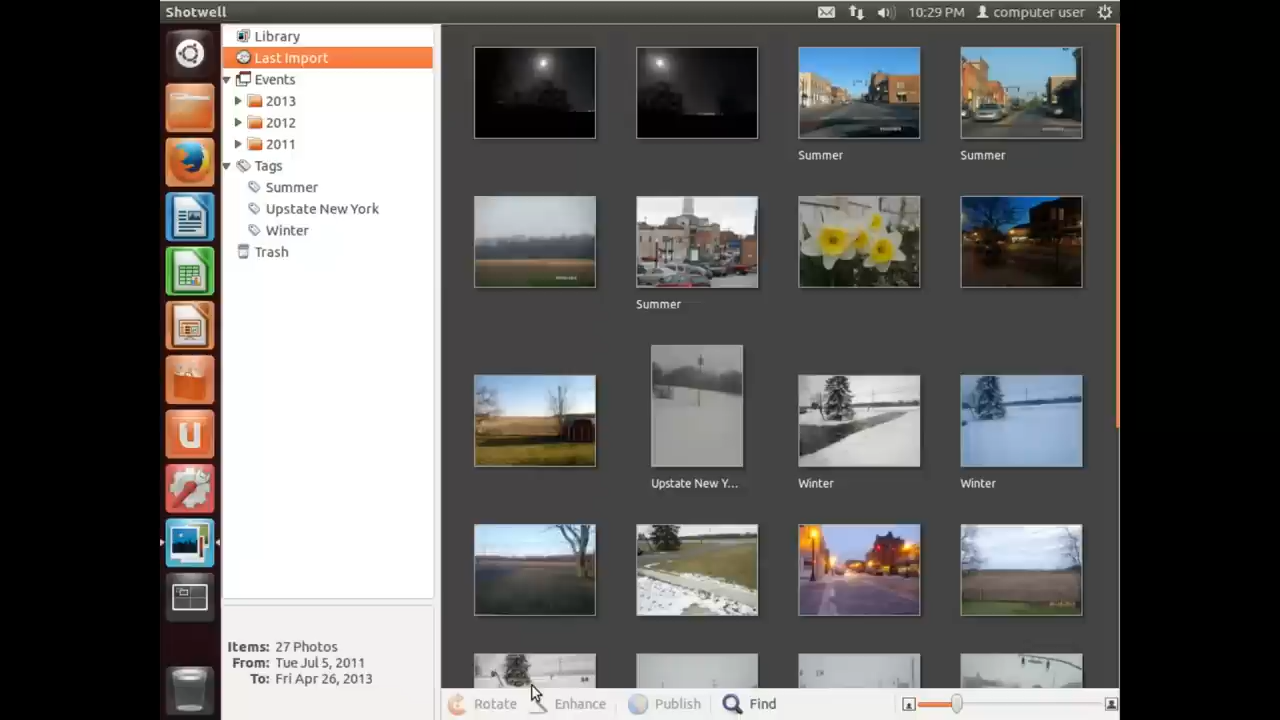 Shotwell
10:29 PM computer user
Library
Last Import
Events
2013
2012
2011
Tags
Summer
Upstate New York
Winter
Trash
Summer
Summer
Summer
Upstate New Y...
Winter
Winter
Items: 27 Photos
From: Tue Jul 5, 2011
To: Fri Apr 26, 2013
Rotate Enhance Publish Find